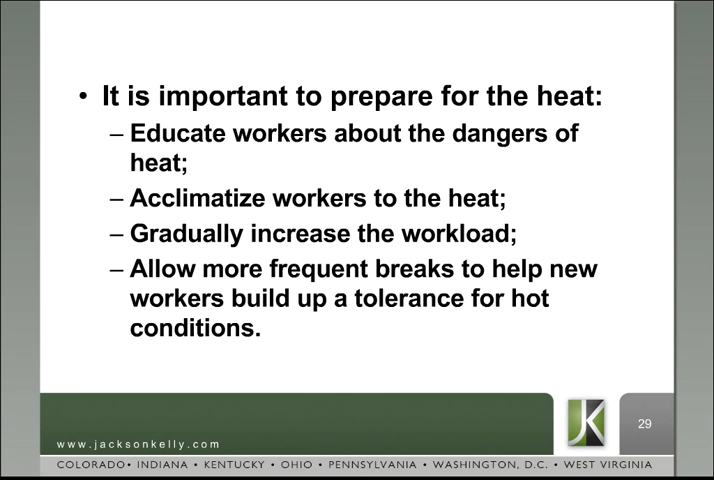 • It is important to prepare for the heat:
– Educate workers about the dangers of
heat;
– Acclimatize workers to the heat;
– Gradually increase the workload;
– Allow more frequent breaks to help new
workers build up a tolerance for hot
conditions.
JK
29
www.jacksonkelly.com
COLORADO • INDIANA • KENTUCKY • OHIO • PENNSYLVANIA • WASHINGTON, D.C. • WEST VIRGINIA